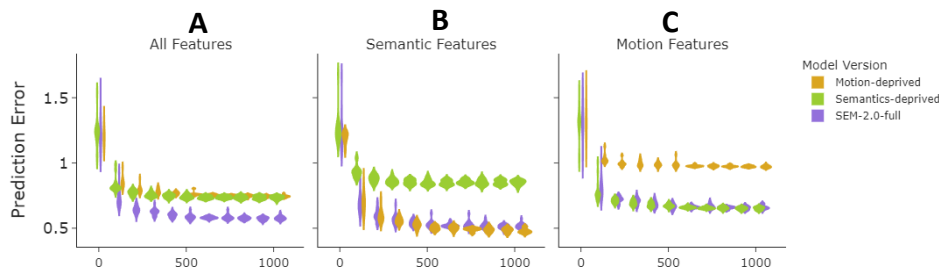 A
B
C
All Features
Semantic Features
Motion Features
Prediction Error
1.5
1
0.5
0
500
1000
0
500
1000
0
500
1000
Model Version
Motion-deprived
Semantics-deprived
SEM-2.0-full